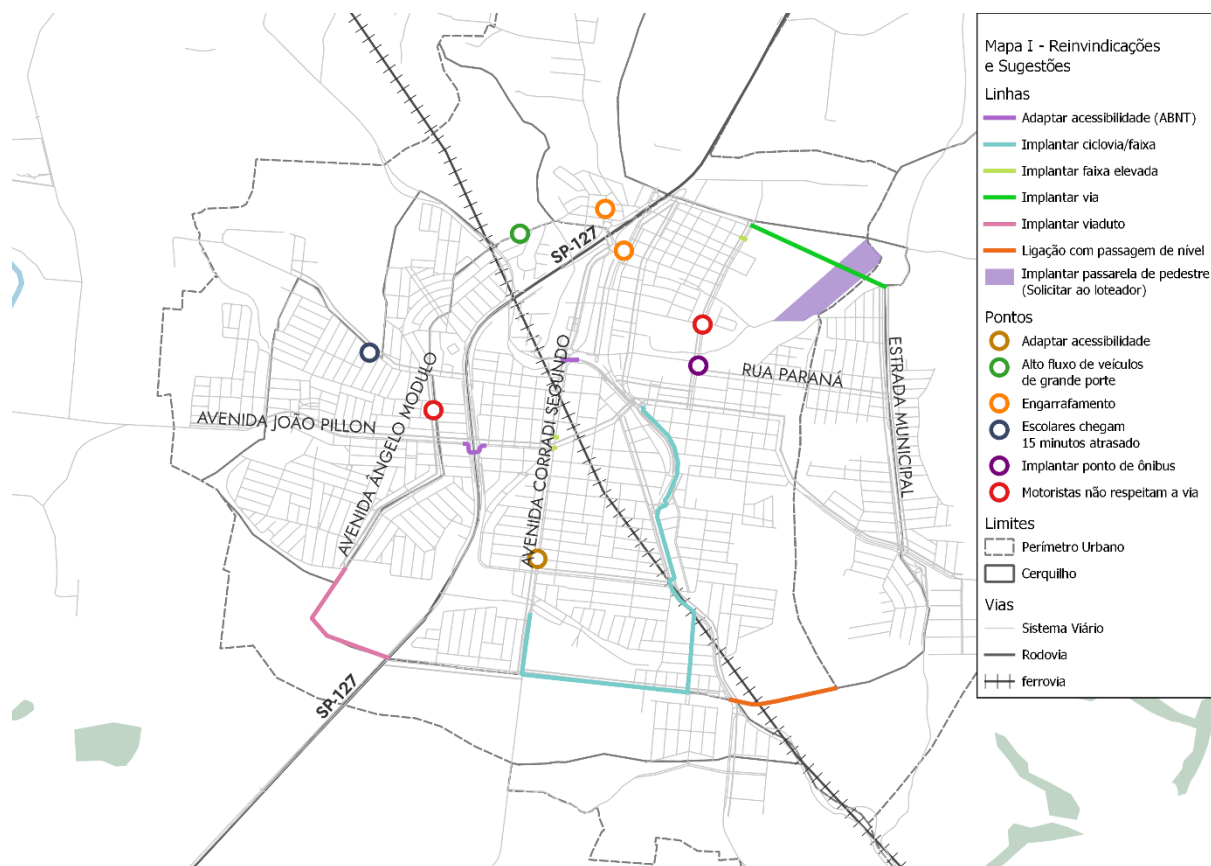 Mapa I - Reinvindicações
e Sugestões
Linhas
Adaptar acessibilidade (ABNT)
Implantar ciclovia/faixa
Implantar faixa elevada
Implantar via
Implantar viaduto
Ligação com passagem de nível
Implantar passarela de pedestre
(Solicitar ao loteador)
Pontos
Adaptar acessibilidade
Alto fluxo de veículos
de grande porte
Engarrafamento
Escolares chegam
15 minutos atrasado
Implantar ponto de ônibus
Motoristas não respeitam a via
Limites
Perímetro Urbano
Cerquilho
Vias
Sistema Viário
Rodovia
ferrovia
SP-127
RUA PARANÁ
ESTRADA MUNICIPAL
AVENIDA CORRADI SEGUNDO
AVENIDA ÂNGELO MODULO
AVENIDA JOÃO PILLON
SP-127